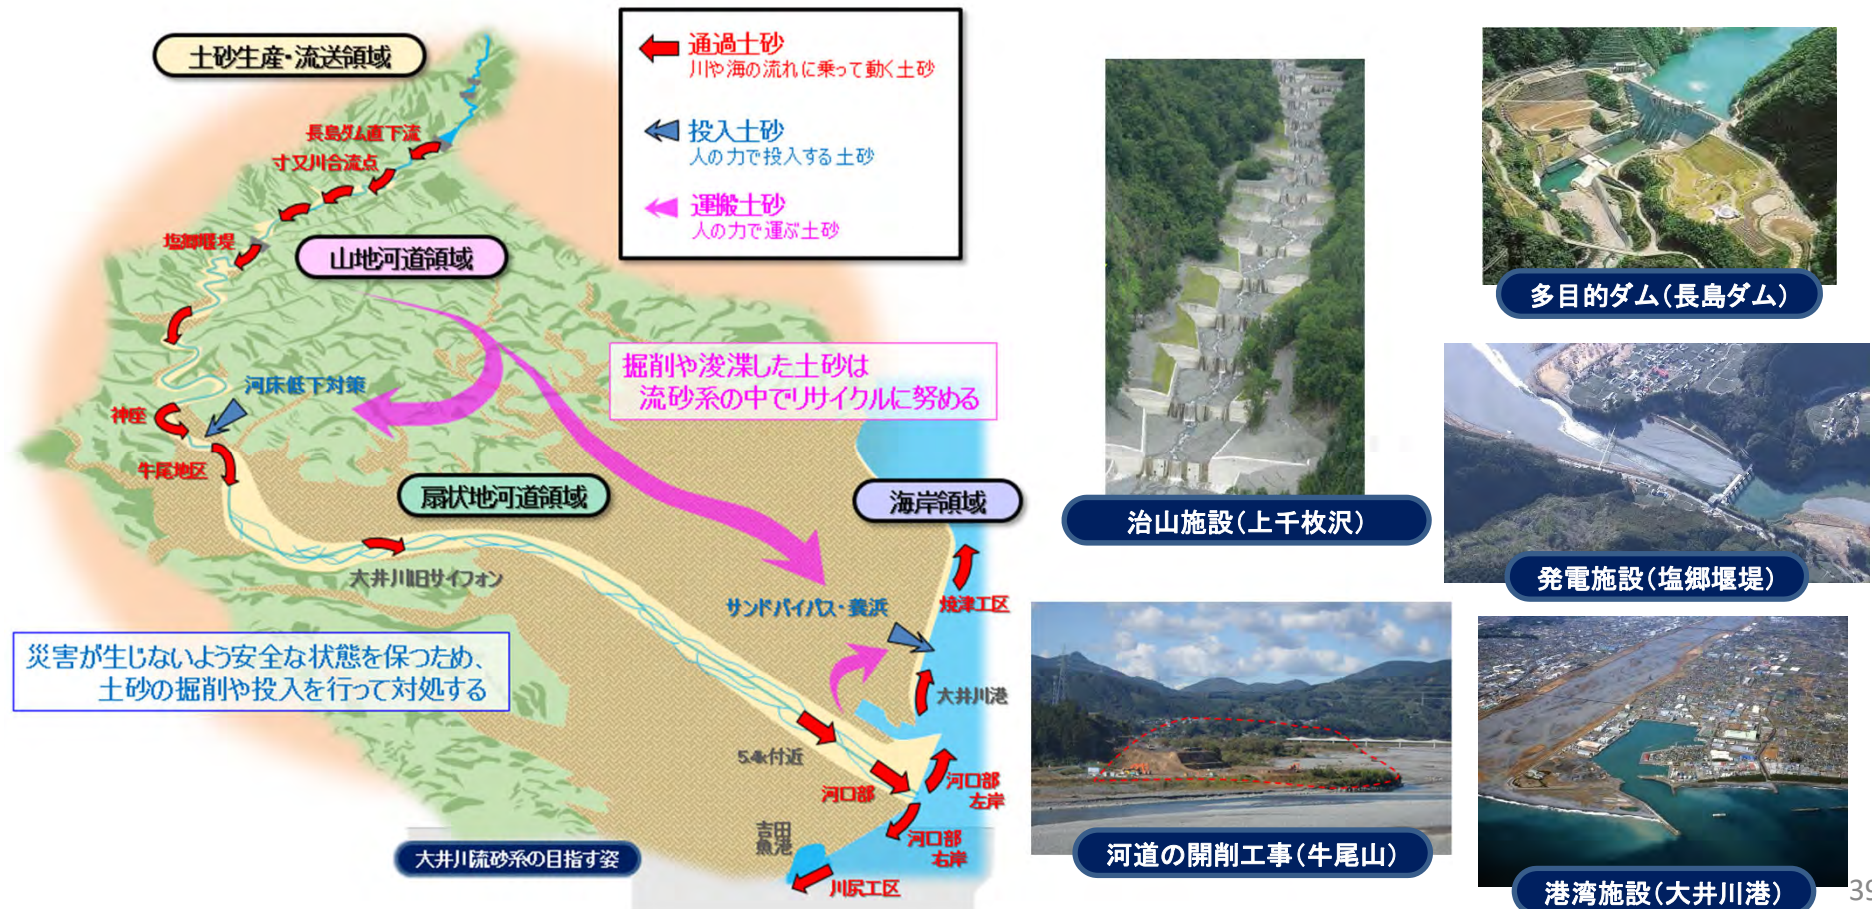 土砂生産・流送領域
通過土砂
川や海の流れに乗って動く土砂
投入土砂
人の力で投入する土砂
運搬土砂
人の力で運ぶ土砂
長島ダム直下流
寸又川合流点
塩郷堰堤
山地河道領域
掘削や浚渫した土砂は
流砂系の中でリサイクルに努める
河床低下対策
神座
牛尾地区
扇状地河道領域
海岸領域
大井川旧サイフォン
サンドバイパス・養浜
焼津工区
災害が生じないよう安全な状態を保つため、
土砂の掘削や投入を行って対処する
大井川港
5.4k付近
河口部
河口部
左岸
河口部
右岸
吉田
漁港
川尻工区
大井川流砂系の目指す姿
治山施設(上千枚沢)
多目的ダム(長島ダム)
発電施設(塩郷堰堤)
河道の開削工事(牛尾山)
港湾施設(大井川港)
39